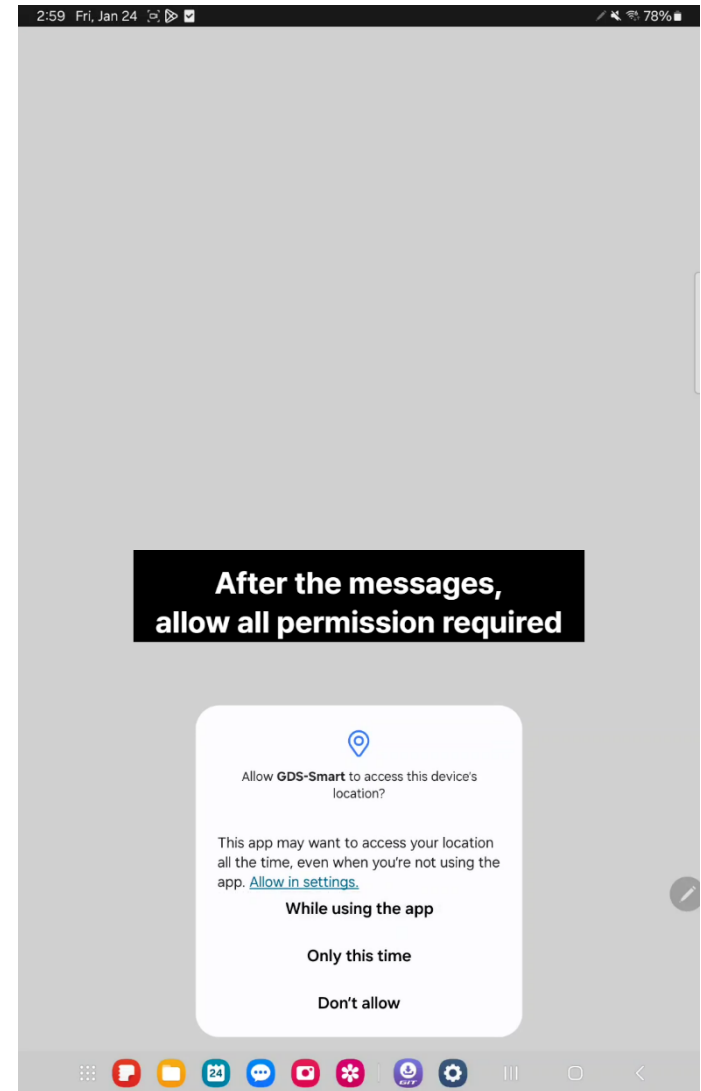 2:59 Fri, Jan 24
78%
After the messages,
allow all permission required
Allow GDS-Smart to access this device's
location?
This app may want to access your location
all the time, even when you're not using the
app. Allow in settings.
While using the app
Only this time
Don't allow
24
GIT